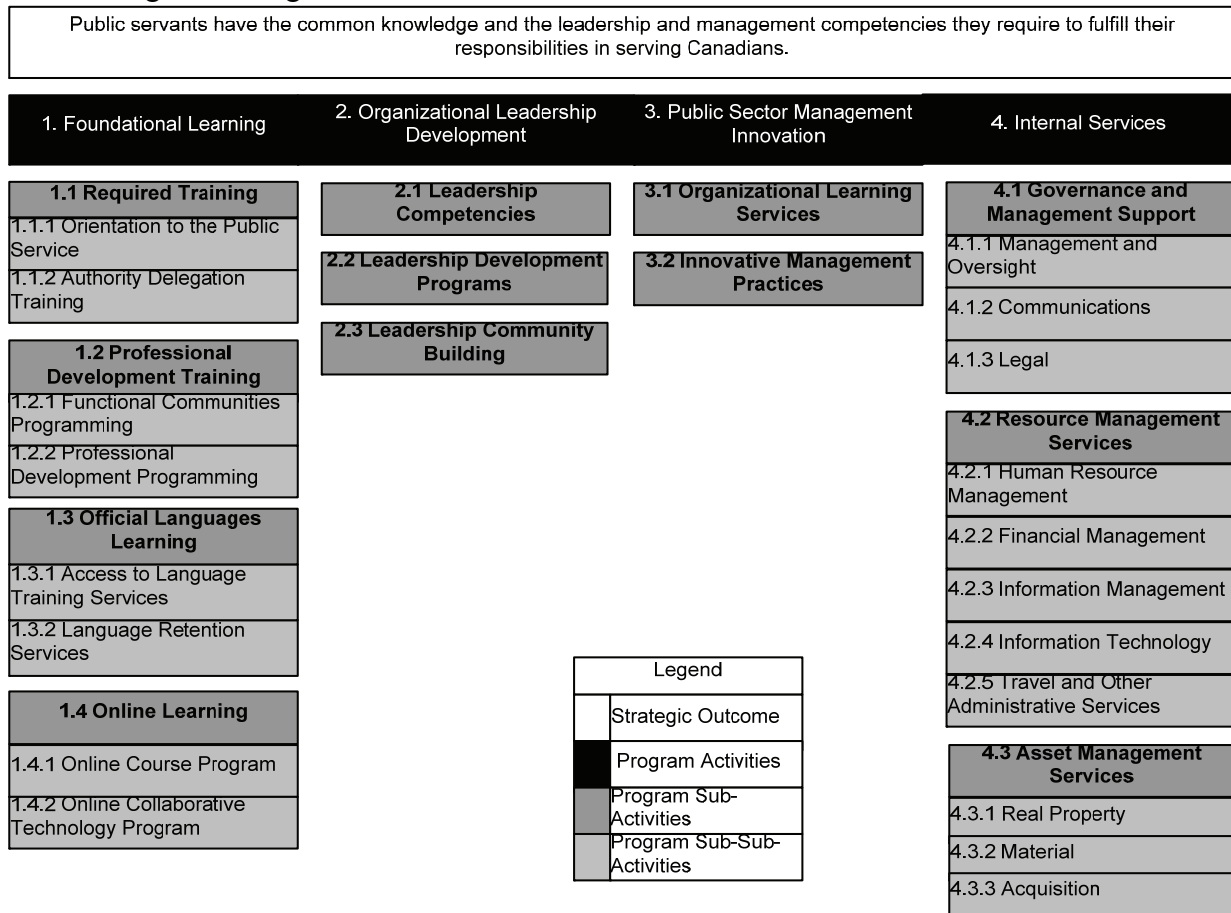 Public servants have the common knowledge and the leadership and management competencies they require to fulfill their
responsibilities in serving Canadians.
1. Foundational Learning
2. Organizational Leadership
Development
3. Public Sector Management
Innovation
4. Internal Services
1.1 Required Training
1.1.1 Orientation to the Public
Service
1.1.2 Authority Delegation
Training
1.2 Professional
Development Training
1.2.1 Functional Communities
Programming
1.2.2 Professional
Development Programming
1.3 Official Languages
Learning
1.3.1 Access to Language
Training Services
1.3.2 Language Retention
Services
1.4 Online Learning
1.4.1 Online Course Program
1.4.2 Online Collaborative
Technology Program
2.1 Leadership
Competencies
2.2 Leadership Development
Programs
2.3 Leadership Community
Building
3.1 Organizational Learning
Services
3.2 Innovative Management
Practices
4.1 Governance and
Management Support
4.1.1 Management and
Oversight
4.1.2 Communications
4.1.3 Legal
4.2 Resource Management
Services
4.2.1 Human Resource
Management
4.2.2 Financial Management
4.2.3 Information Management
4.2.4 Information Technology
4.2.5 Travel and Other
Administrative Services
4.3 Asset Management
Services
4.3.1 Real Property
4.3.2 Material
4.3.3 Acquisition
Legend
Strategic Outcome
Program Activities
Program Sub-
Activities
Program Sub-Sub-
Activities